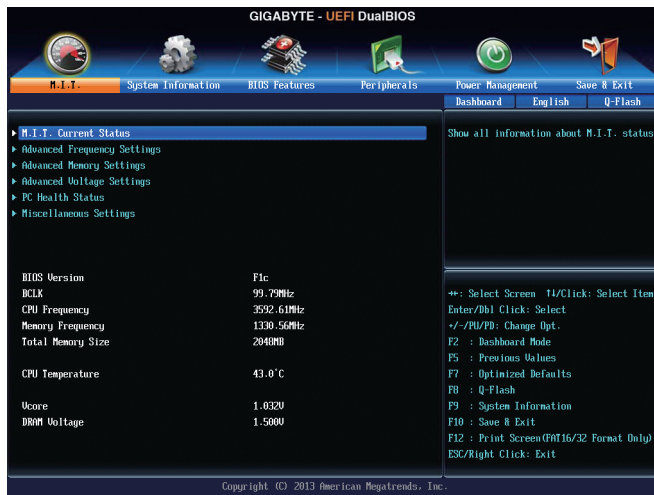 GIGABYTE - UEFI DualBIOS
M.I.T. System Information BIOS Features Peripherals Power Management Save & Exit
Dashboard English Q-Flash
M.I.T. Current Status
Advanced Frequency Settings
Advanced Memory Settings
Advanced Voltage Settings
PC Health Status
Miscellaneous Settings
Show all information about M.I.T. status
BIOS Version F1c
BCLK 99.79MHz
CPU Frequency 3592.61MHz
Memory Frequency 1330.56MHz
Total Memory Size 2048MB
CPU Temperature 43.0°C
Vcore 1.032V
DRAM Voltage 1.500V
→←: Select Screen ↑↓/Click: Select Item
Enter/Dbl Click: Select
+/-/PU/PD: Change Opt.
F2 : Dashboard Mode
F5 : Previous Values
F7 : Optimized Defaults
F8 : Q-Flash
F9 : System Information
F10 : Save & Exit
F12 : Print Screen(FAT16/32 Format Only)
ESC/Right Click: Exit
Copyright (C) 2013 American Megatrends, Inc.